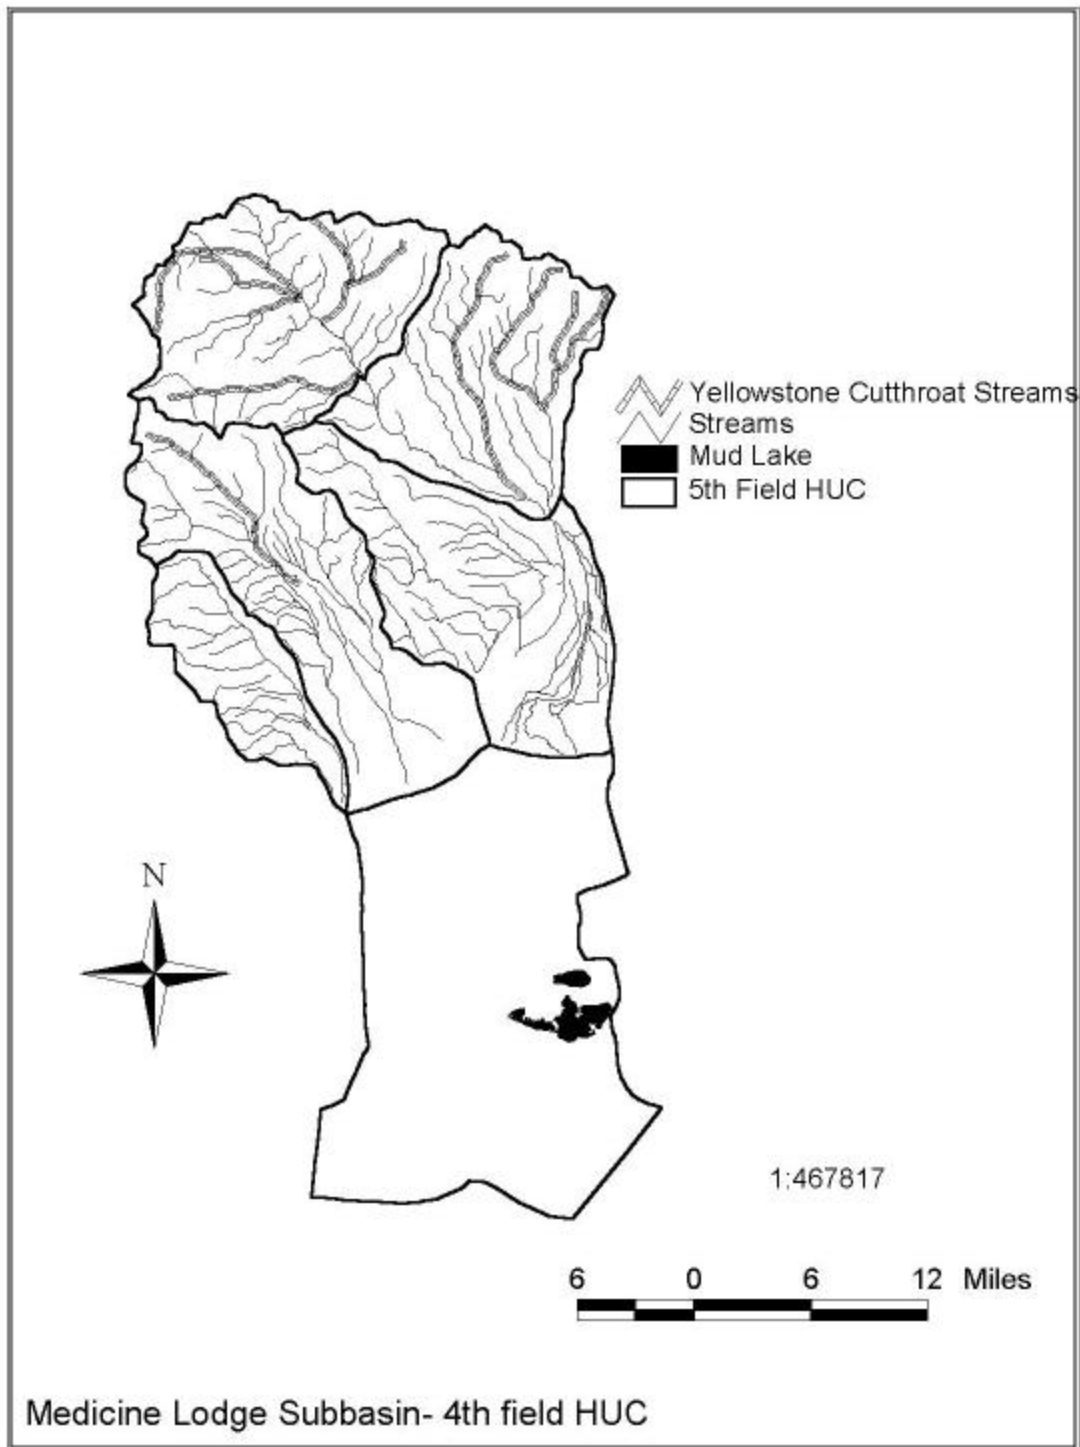 Yellowstone Cutthroat Streams
Streams
Mud Lake
5th Field HUC
N
1:467817
6 0 6 12 Miles
Medicine Lodge Subbasin- 4th field HUC